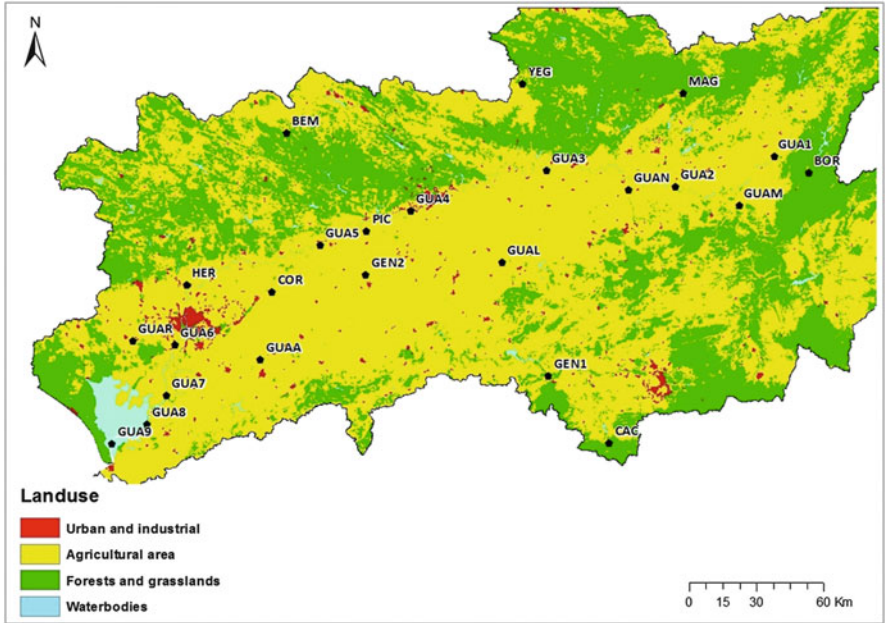 N
YEG
MAG
BEM
GUA1
GUA3
BOR
GUAN
GUA2
GUA4
GUAM
PIC
GUA5
GUAL
GEN2
HER
COR
GUAR
GUA6
GUAA
GEN1
GUA7
GUA8
GUA9
CAC
Landuse
Urban and industrial
Agricultural area
Forests and grasslands
Waterbodies
0 15 30 60 Km